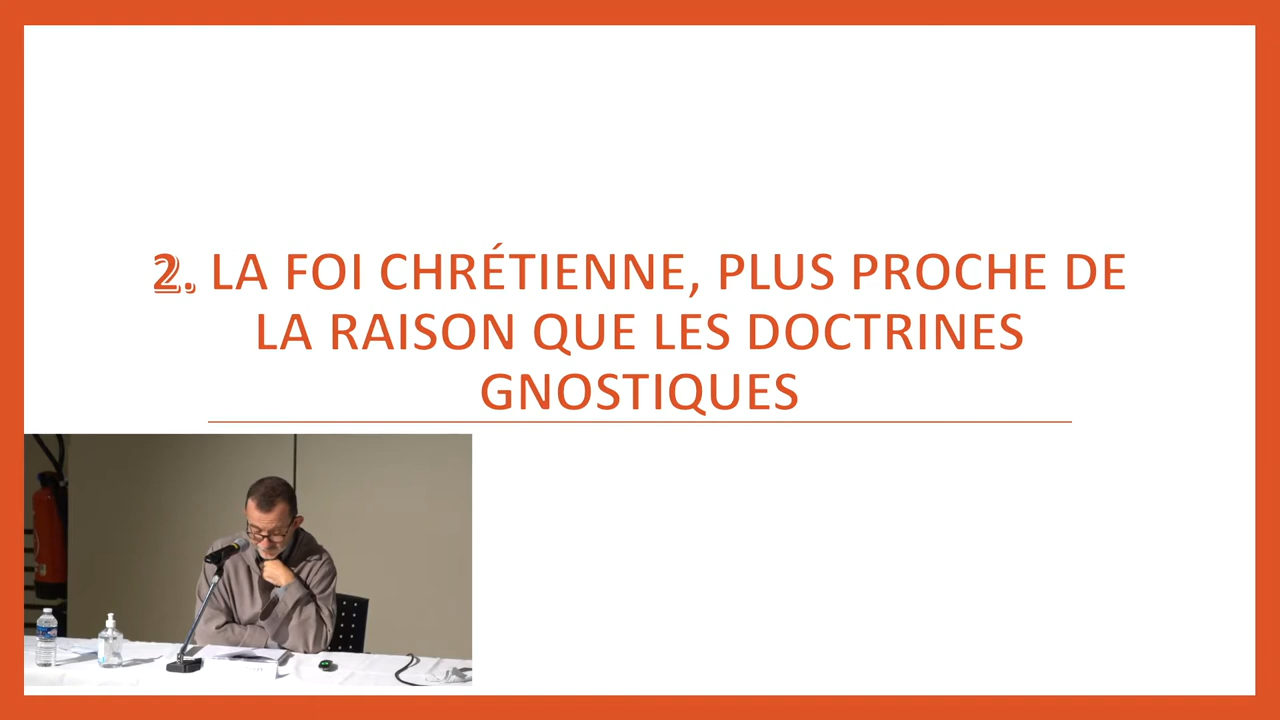 2. LA FOI CHRÉTIENNE, PLUS PROCHE DE
LA RAISON QUE LES DOCTRINES
GNOSTIQUES